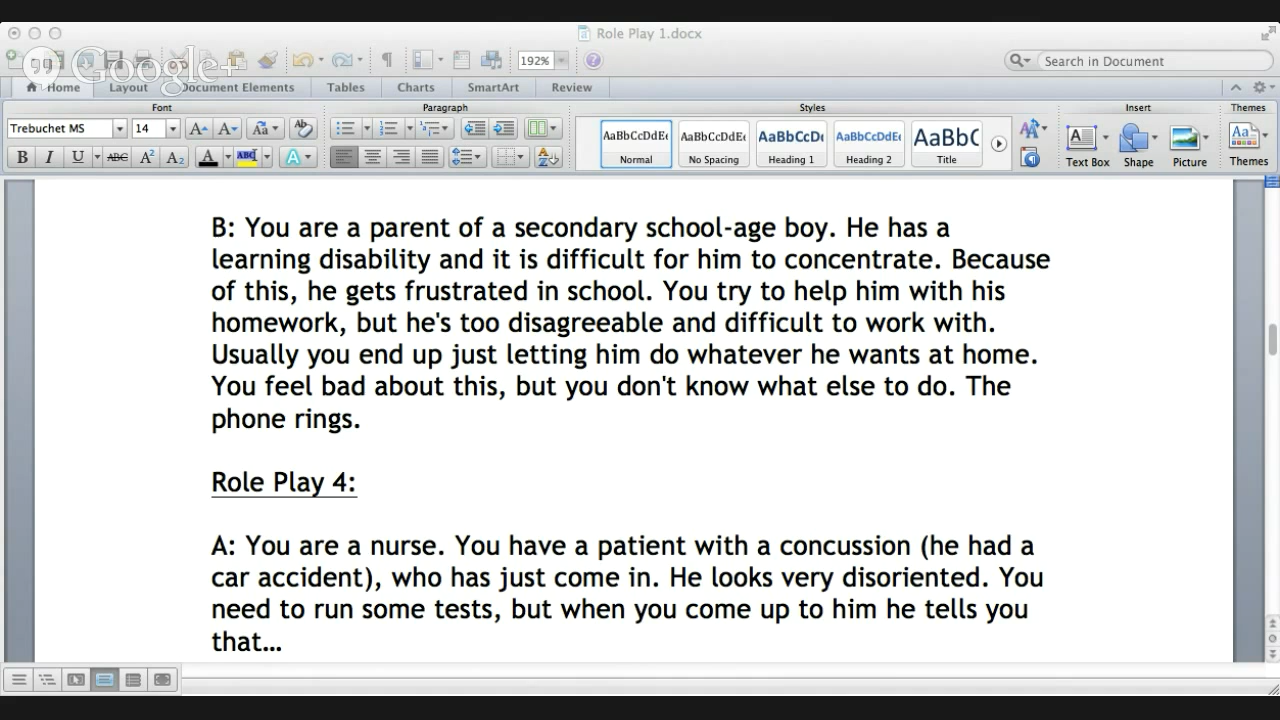 Role Play 1.docx
Google+
192%
Search in Document
Home Layout Document Elements Tables Charts SmartArt Review
Font Paragraph Styles Insert Themes
Trebuchet MS 14
AaBbCcDdEe AaBbCcDdEe AaBbCcDc AaBbCcDdEe AaBbC
Normal No Spacing Heading 1 Heading 2 Title
Text Box Shape Picture Themes
B: You are a parent of a secondary school-age boy. He has a
learning disability and it is difficult for him to concentrate. Because
of this, he gets frustrated in school. You try to help him with his
homework, but he's too disagreeable and difficult to work with.
Usually you end up just letting him do whatever he wants at home.
You feel bad about this, but you don't know what else to do. The
phone rings.
Role Play 4:
A: You are a nurse. You have a patient with a concussion (he had a
car accident), who has just come in. He looks very disoriented. You
need to run some tests, but when you come up to him he tells you
that…